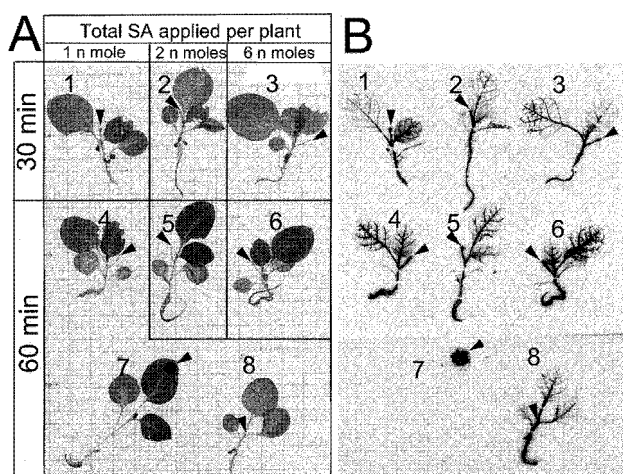 A
B
Total SA applied per plant
1 n mole 2 n moles 6 n moles
30 min
1 2 3
1 2 3
60 min
4 5 6
4 5 6
7 8
7 8